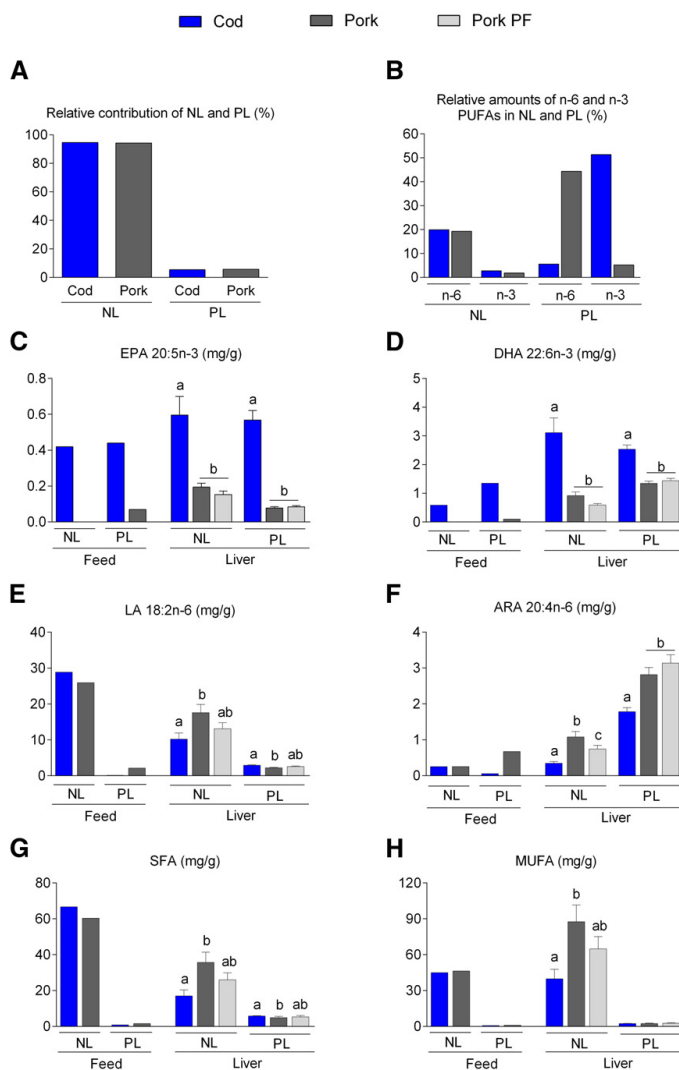 Cod Pork Pork PF
A
Relative contribution of NL and PL (%)
100
80
60
40
20
0
Cod Pork Cod Pork
NL PL
B
Relative amounts of n-6 and n-3
PUFAs in NL and PL (%)
60
50
40
30
20
10
0
n-6 n-3 n-6 n-3
NL PL
C
EPA 20:5n-3 (mg/g)
0.8
0.6
0.4
0.2
0.0
a
b
a
b
NL PL NL PL
Feed Liver
D
DHA 22:6n-3 (mg/g)
5
4
3
2
1
0
a
b
a
b
NL PL NL PL
Feed Liver
E
LA 18:2n-6 (mg/g)
40
30
20
10
0
a b ab
a b ab
NL PL NL PL
Feed Liver
F
ARA 20:4n-6 (mg/g)
4
3
2
1
0
a b c
a b
NL PL NL PL
Feed Liver
G
SFA (mg/g)
80
60
40
20
0
a b ab
a b ab
NL PL NL PL
Feed Liver
H
MUFA (mg/g)
120
90
60
30
0
a b ab
NL PL NL PL
Feed Liver